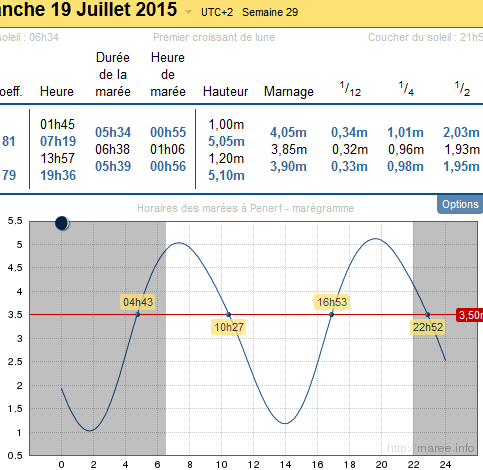 anche 19 Juillet 2015 UTC+2 Semaine 29
soleil : 06h34 Premier croissant de lune Coucher du soleil : 21h5
oeff. Heure Durée de la marée Heure de marée Hauteur Marnage 1/12 1/4 1/2
01h45 1,00m
05h34 00h55 4,05m 0,34m 1,01m 2,03m
81 07h19 5,05m
06h38 01h06 3,85m 0,32m 0,96m 1,93m
13h57 1,20m
05h39 00h56 3,90m 0,33m 0,98m 1,95m
79 19h36 5,10m
Options
Horaires des marées à Penerf - marégramme
5.5
5
4.5
4
04h43 16h53
3.5 3,50
10h27 22h52
3
2.5
2
1.5
1
http://maree.info
0.5
0 2 4 6 8 10 12 14 16 18 20 22 24